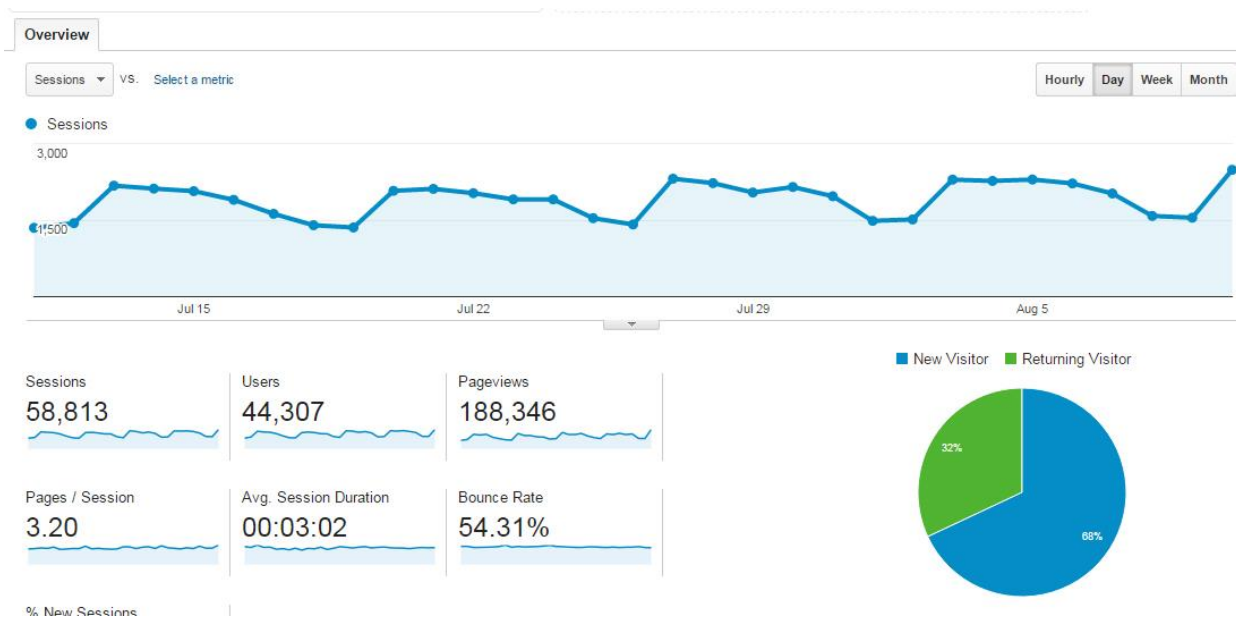 Overview
Sessions VS. Select a metric
Hourly Day Week Month
Sessions
3,000
1,500
Jul 15 Jul 22 Jul 29 Aug 5
New Visitor Returning Visitor
Sessions Users Pageviews
58,813 44,307 188,346
32%
Pages / Session Avg. Session Duration Bounce Rate
3.20 00:03:02 54.31%
68%
% New Sessions